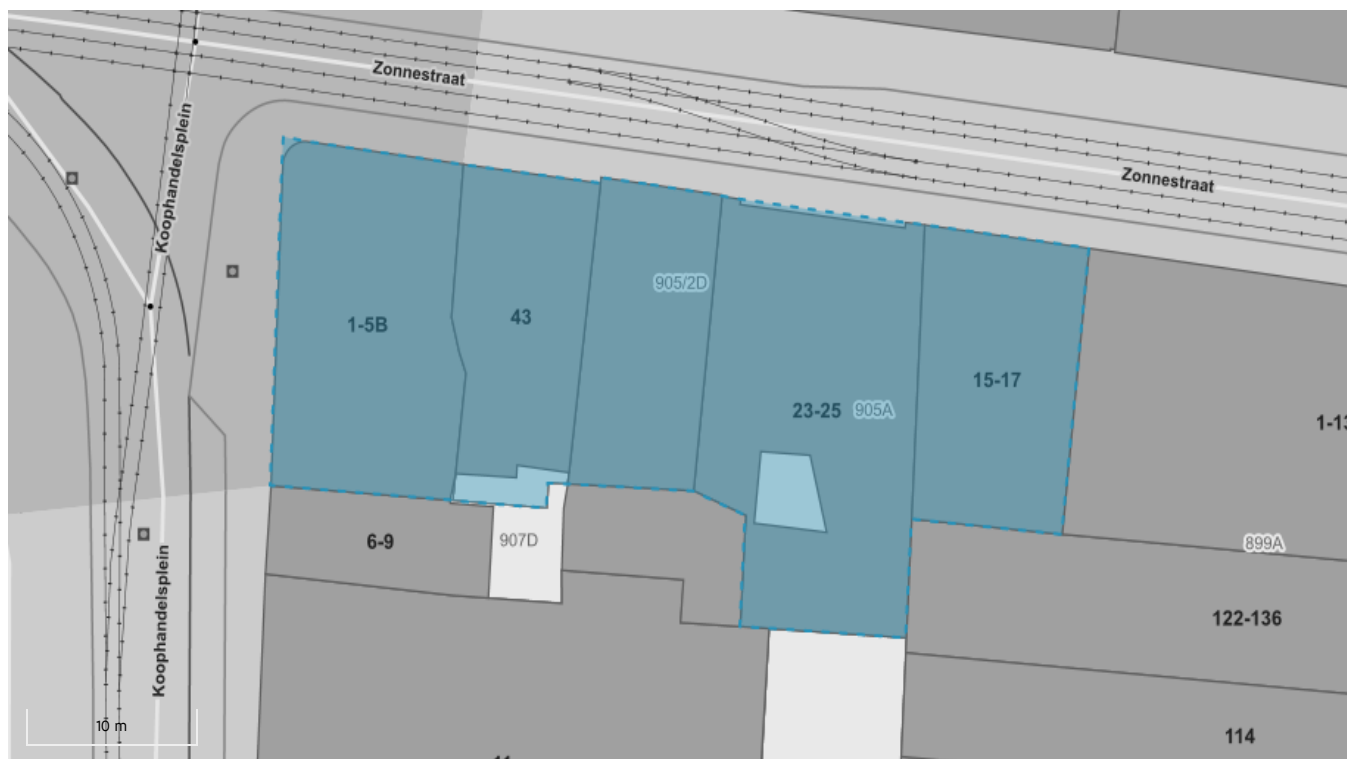 Zonnestraat
Koophandelsplein
Zonnestraat
905/2D
43
1-5B
15-17
23-25
905A
6-9
907D
899A
Koophandelsplein
122-136
10 m
114